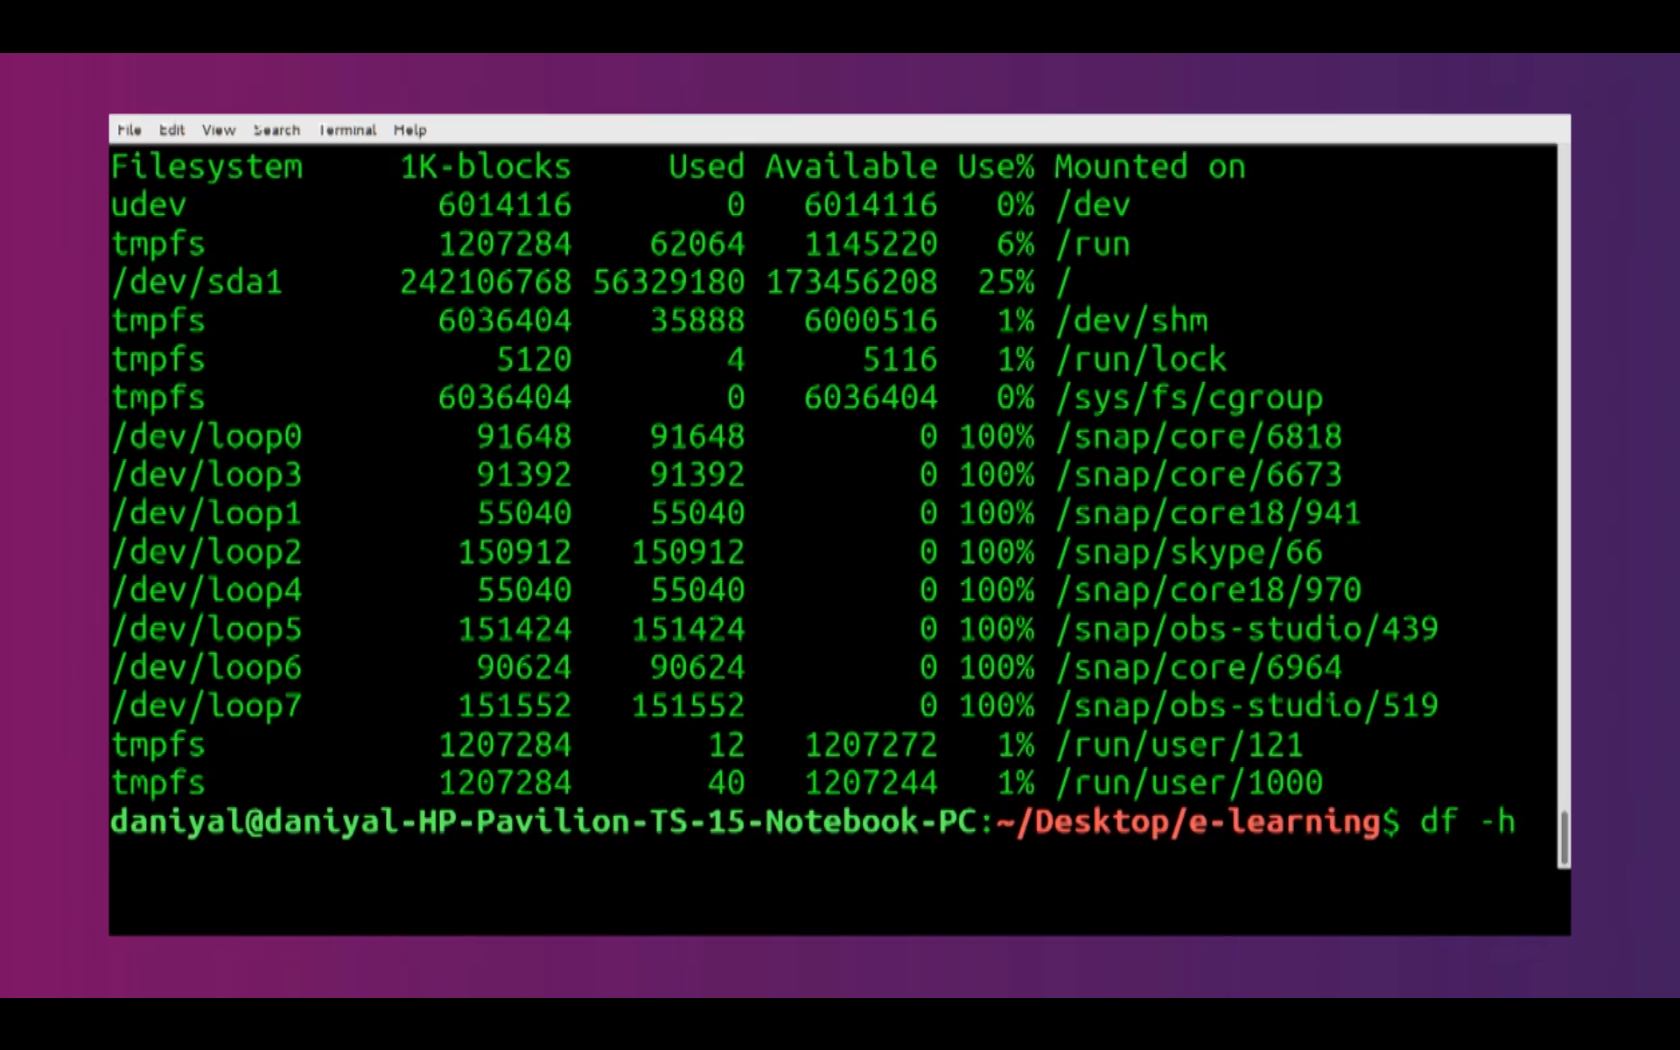 File Edit View Search Terminal Help
Filesystem 1K-blocks Used Available Use% Mounted on
udev 6014116 0 6014116 0% /dev
tmpfs 1207284 62064 1145220 6% /run
/dev/sda1 242106768 56329180 173456208 25% /
tmpfs 6036404 35888 6000516 1% /dev/shm
tmpfs 5120 4 5116 1% /run/lock
tmpfs 6036404 0 6036404 0% /sys/fs/cgroup
/dev/loop0 91648 91648 0 100% /snap/core/6818
/dev/loop3 91392 91392 0 100% /snap/core/6673
/dev/loop1 55040 55040 0 100% /snap/core18/941
/dev/loop2 150912 150912 0 100% /snap/skype/66
/dev/loop4 55040 55040 0 100% /snap/core18/970
/dev/loop5 151424 151424 0 100% /snap/obs-studio/439
/dev/loop6 90624 90624 0 100% /snap/core/6964
/dev/loop7 151552 151552 0 100% /snap/obs-studio/519
tmpfs 1207284 12 1207272 1% /run/user/121
tmpfs 1207284 40 1207244 1% /run/user/1000
daniyal@daniyal-HP-Pavilion-TS-15-Notebook-PC:~/Desktop/e-learning$ df -h